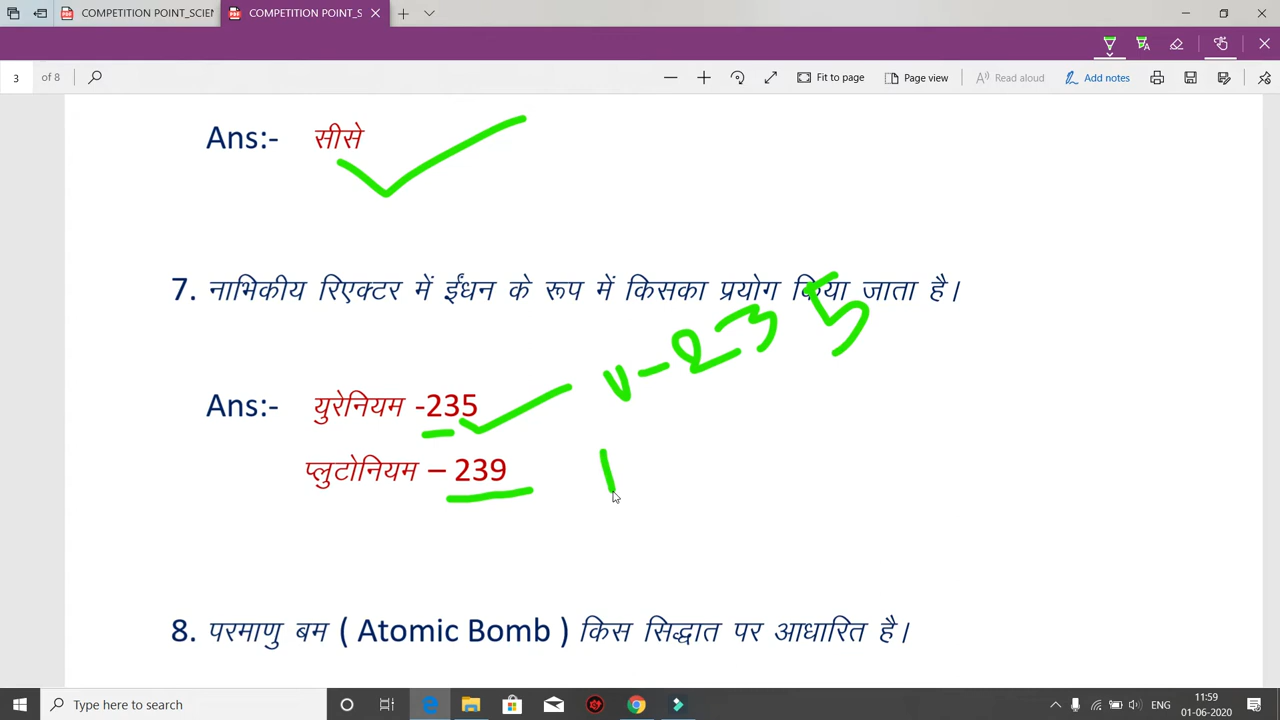 COMPETITION POINT_SCIEN
COMPETITION POINT_S
3 of 8
Fit to page
Page view
Read aloud
Add notes
Ans:- सीसे
7. नाभिकीय रिएक्टर में ईंधन के रूप में किसका प्रयोग किया जाता है।
U-235
Ans:- युरेनियम -235
प्लुटोनियम – 239
8. परमाणु बम ( Atomic Bomb ) किस सिद्धात पर आधारित है।
Type here to search
ENG
11:59
01-06-2020